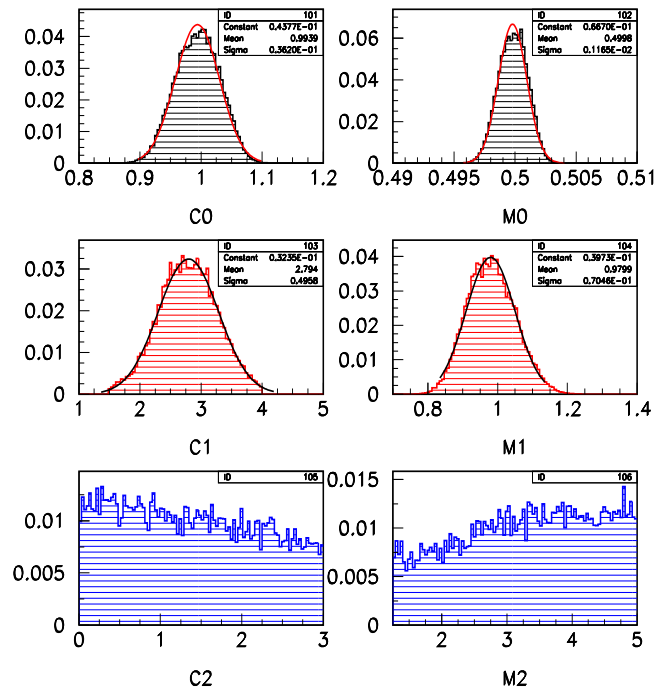 ID 101
Constant 0.4377E-01
Mean 0.9939
Sigma 0.3620E-01
0.04
0.03
0.02
0.01
0
0.8 0.9 1 1.1 1.2
C0
ID 102
Constant 0.6670E-01
Mean 0.4998
Sigma 0.1165E-02
0.06
0.04
0.02
0
0.49 0.495 0.5 0.505 0.51
M0
ID 103
Constant 0.3235E-01
Mean 2.794
Sigma 0.4958
0.03
0.02
0.01
0
1 2 3 4 5
C1
ID 104
Constant 0.3973E-01
Mean 0.9799
Sigma 0.7046E-01
0.04
0.03
0.02
0.01
0
0.8 1 1.2 1.4
M1
ID 105
0.01
0.005
0
0 1 2 3
C2
ID 106
0.015
0.01
0.005
0
2 3 4 5
M2